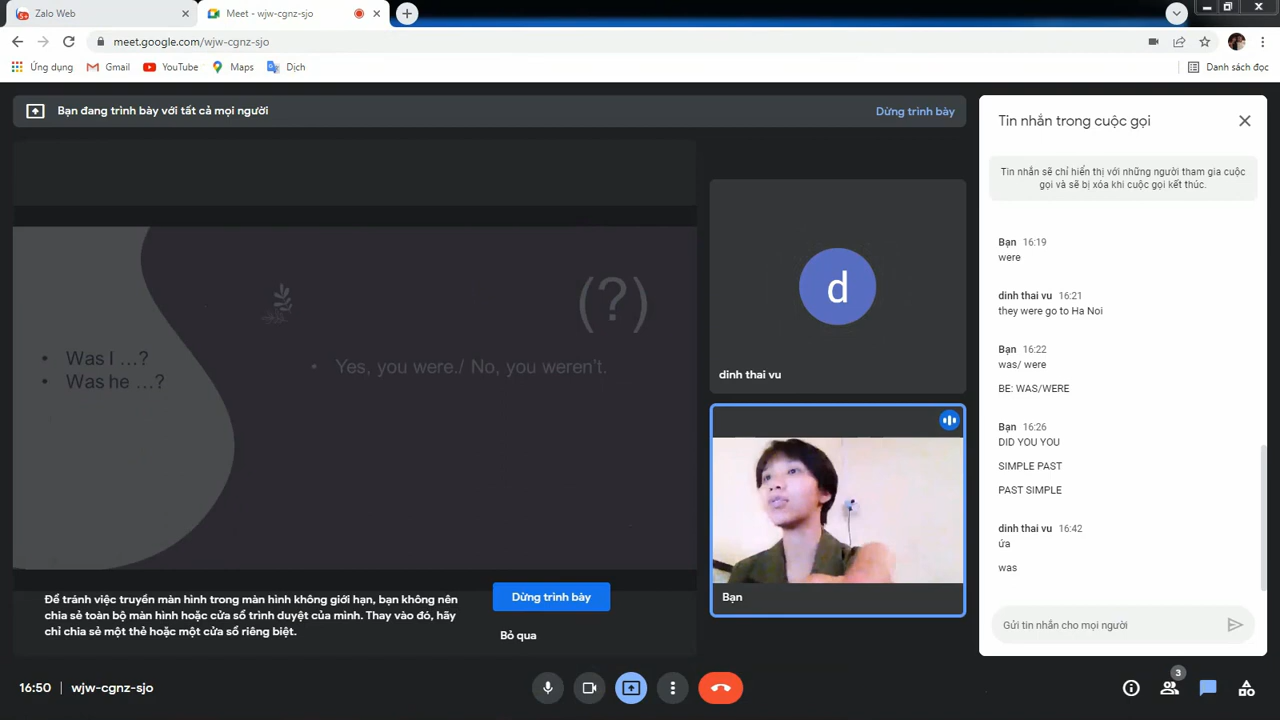 Zalo Web
Meet - wjw-cgnz-sjo
meet.google.com/wjw-cgnz-sjo
Ứng dụng
Gmail
YouTube
Maps
Dịch
Danh sách đọc
Bạn đang trình bày với tất cả mọi người
Dừng trình bày
(?)
• Was I …?
• Was he …?
• Yes, you were./ No, you weren't.
Để tránh việc truyền màn hình trong màn hình không giới hạn, bạn không nên
chia sẻ toàn bộ màn hình hoặc cửa sổ trình duyệt của mình. Thay vào đó, hãy
chỉ chia sẻ một thẻ hoặc một cửa sổ riêng biệt.
Dừng trình bày
Bỏ qua
d
dinh thai vu
Bạn
Tin nhắn trong cuộc gọi
Tin nhắn sẽ chỉ hiển thị với những người tham gia cuộc
gọi và sẽ bị xóa khi cuộc gọi kết thúc.
Bạn 16:19
were
dinh thai vu 16:21
they were go to Ha Noi
Bạn 16:22
was/ were
BE: WAS/WERE
Bạn 16:26
DID YOU YOU
SIMPLE PAST
PAST SIMPLE
dinh thai vu 16:42
ứa
was
Gửi tin nhắn cho mọi người
16:50 | wjw-cgnz-sjo
3